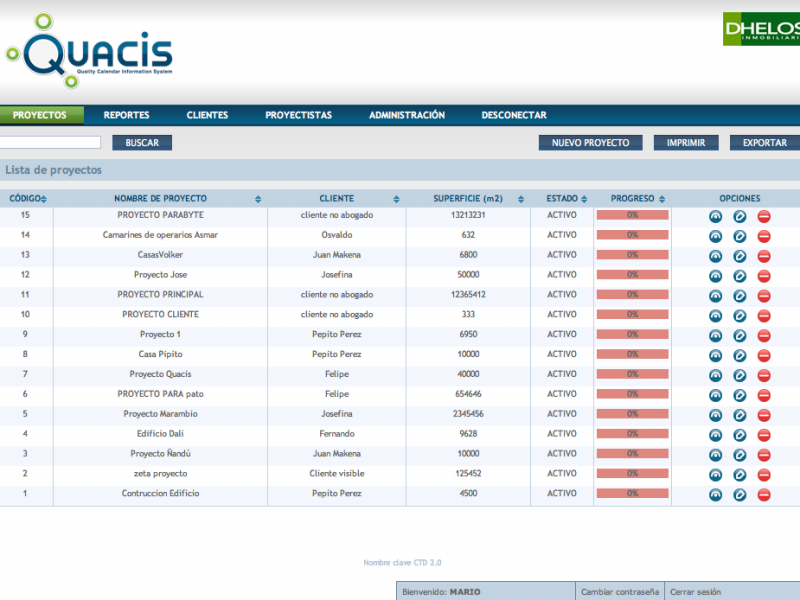 QUACIS
Quality Calendar Information System
DHELOS
INMOBILIARI
PROYECTOS REPORTES CLIENTES PROYECTISTAS ADMINISTRACIÓN DESCONECTAR
BUSCAR NUEVO PROYECTO IMPRIMIR EXPORTAR
Lista de proyectos
CÓDIGO NOMBRE DE PROYECTO CLIENTE SUPERFICIE (m2) ESTADO PROGRESO OPCIONES
15 PROYECTO PARABYTE cliente no abogado 13213231 ACTIVO 0%
14 Camarines de operarios Asmar Osvaldo 632 ACTIVO 0%
13 CasasVolker Juan Makena 6800 ACTIVO 0%
12 Proyecto Jose Josefina 50000 ACTIVO 0%
11 PROYECTO PRINCIPAL cliente no abogado 12365412 ACTIVO 0%
10 PROYECTO CLIENTE cliente no abogado 333 ACTIVO 0%
9 Proyecto 1 Pepito Perez 6950 ACTIVO 0%
8 Casa Pipito Pepito Perez 10000 ACTIVO 0%
7 Proyecto Quacis Felipe 40000 ACTIVO 0%
6 PROYECTO PARA pato Felipe 654646 ACTIVO 0%
5 Proyecto Marambio Josefina 2345456 ACTIVO 0%
4 Edificio Dali Fernando 9628 ACTIVO 0%
3 Proyecto Ñandú Juan Makena 10000 ACTIVO 0%
2 zeta proyecto Cliente visible 125452 ACTIVO 0%
1 Contruccion Edificio Pepito Perez 4500 ACTIVO 0%
Nombre clave CTD 2.0
Bienvenido: MARIO Cambiar contraseña Cerrar sesión